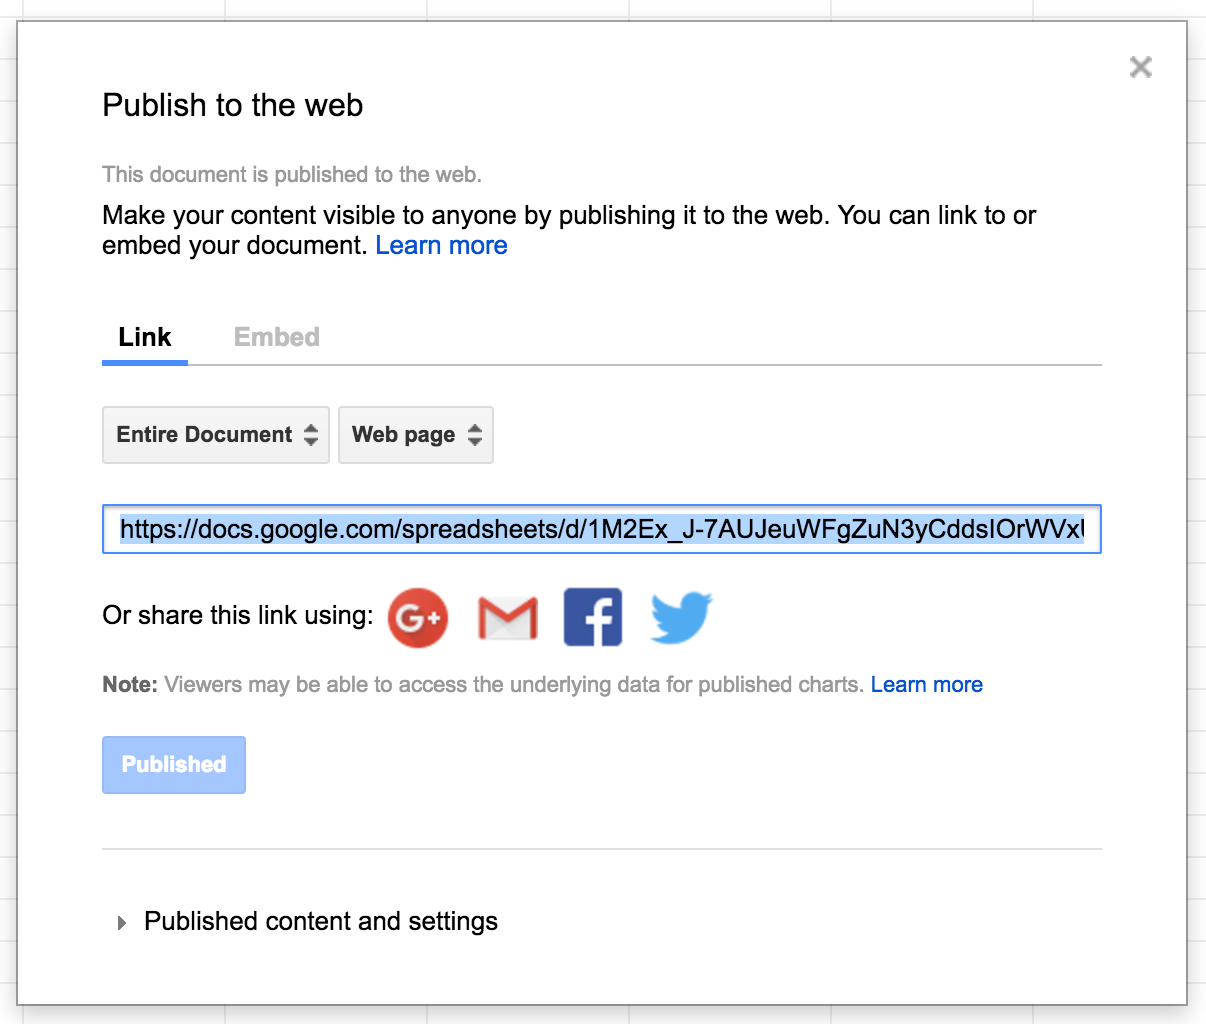 Publish to the web
This document is published to the web.
Make your content visible to anyone by publishing it to the web. You can link to or
embed your document. Learn more
Link Embed
Entire Document Web page
https://docs.google.com/spreadsheets/d/1M2Ex_J-7AUJeuWFgZuN3yCddsIOrWVx
Or share this link using: G+ f
Note: Viewers may be able to access the underlying data for published charts. Learn more
Published
Published content and settings